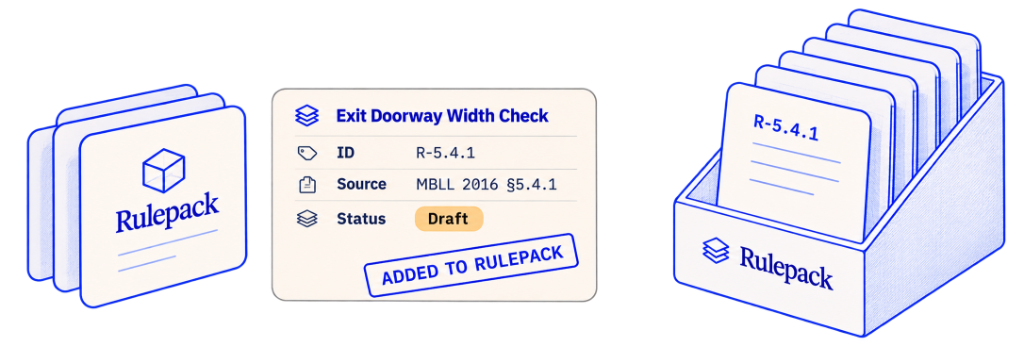 Rulepack
Exit Doorway Width Check
ID R-5.4.1
Source MBLL 2016 §5.4.1
Status Draft
ADDED TO RULEPACK
R-5.4.1
Rulepack